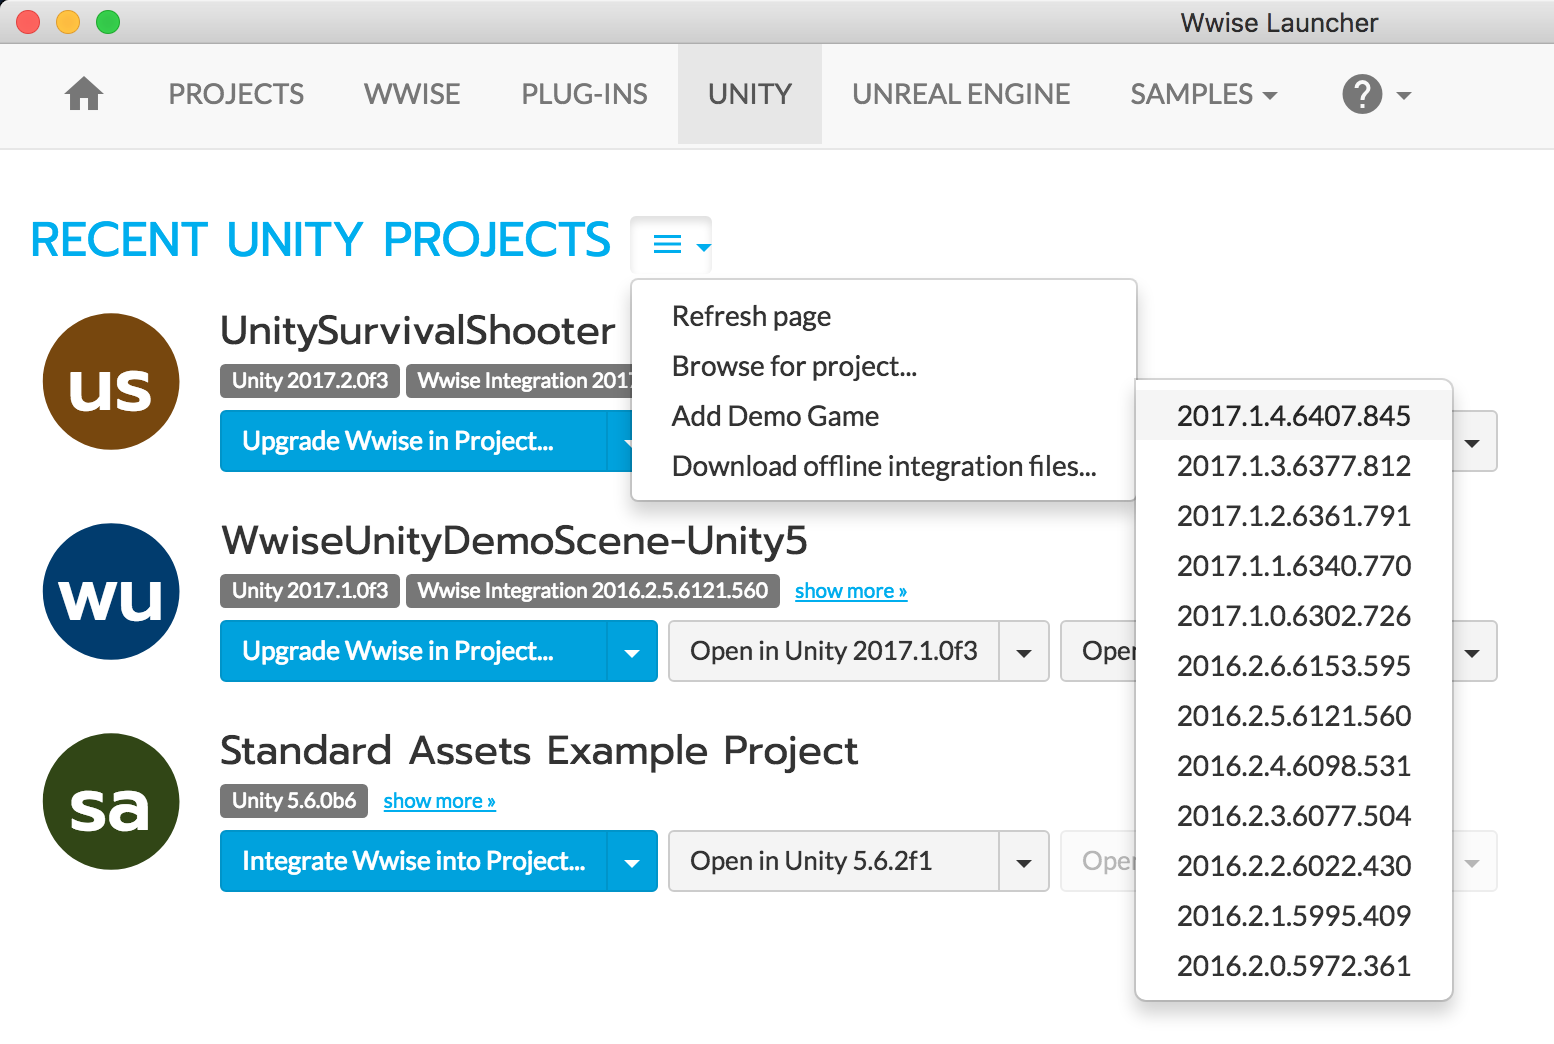 Wwise Launcher
PROJECTS WWISE PLUG-INS UNITY UNREAL ENGINE SAMPLES ?
RECENT UNITY PROJECTS
Refresh page
Browse for project...
Add Demo Game
Download offline integration files...
2017.1.4.6407.845
2017.1.3.6377.812
2017.1.2.6361.791
2017.1.1.6340.770
2017.1.0.6302.726
2016.2.6.6153.595
2016.2.5.6121.560
2016.2.4.6098.531
2016.2.3.6077.504
2016.2.2.6022.430
2016.2.1.5995.409
2016.2.0.5972.361
us
UnitySurvivalShooter
Unity 2017.2.0f3 Wwise Integration 2017
Upgrade Wwise in Project...
wu
WwiseUnityDemoScene-Unity5
Unity 2017.1.0f3 Wwise Integration 2016.2.5.6121.560 show more »
Upgrade Wwise in Project... Open in Unity 2017.1.0f3 Open
sa
Standard Assets Example Project
Unity 5.6.0b6 show more »
Integrate Wwise into Project... Open in Unity 5.6.2f1 Open